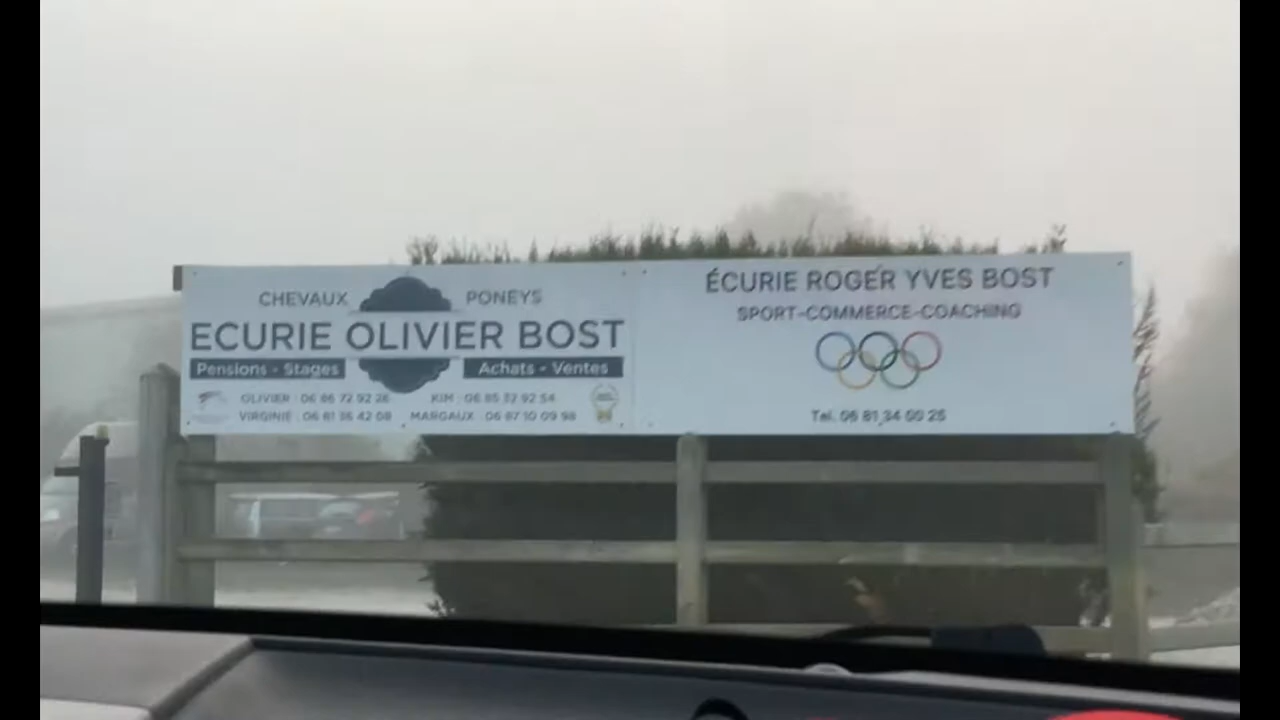 CHEVAUX PONEYS
ECURIE OLIVIER BOST
Pensions - Stages Achats - Ventes
OLIVIER : 06 86 72 92 26 KIM : 06 85 32 92 54
VIRGINIE : 06 81 36 42 08 MARGAUX : 06 87 10 09 98
ÉCURIE ROGER YVES BOST
SPORT-COMMERCE-COACHING
Tel. 06 81 34 00 25